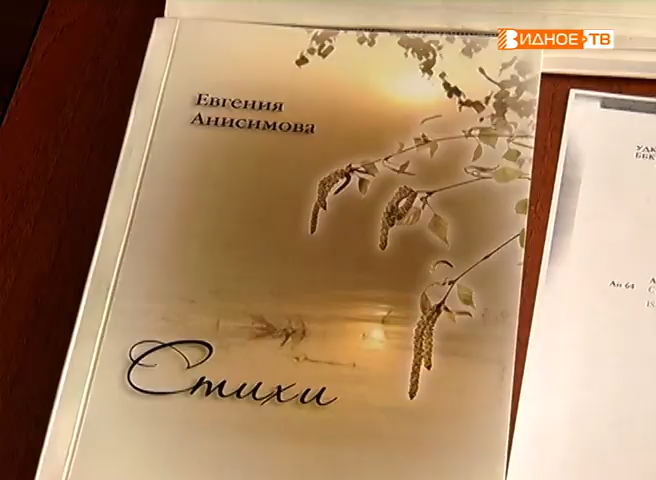 ВИДНОЕ ТВ
Евгения
Анисимова
Стихи
УДК
ББК
Ан 64